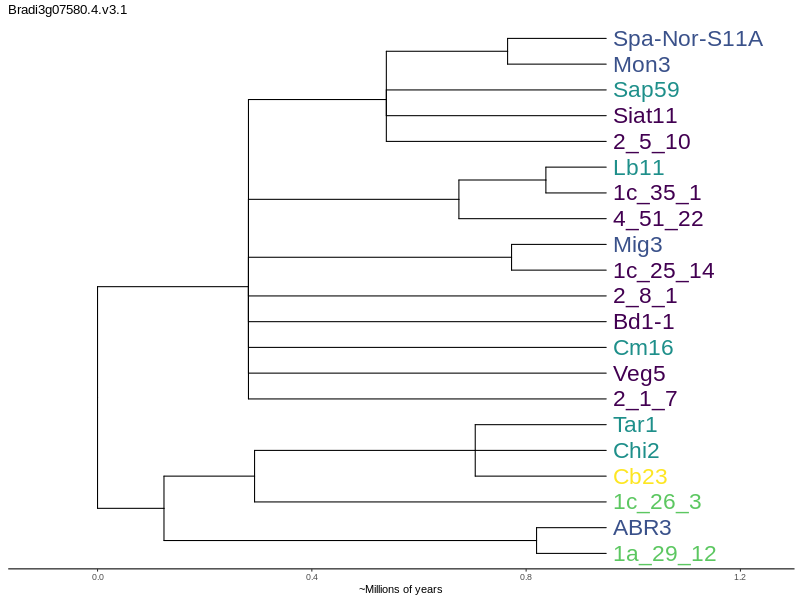 Bradi3g07580.4.v3.1
Spa-Nor-S11A
Mon3
Sap59
Siat11
2_5_10
Lb11
1c_35_1
4_51_22
Mig3
1c_25_14
2_8_1
Bd1-1
Cm16
Veg5
2_1_7
Tar1
Chi2
Cb23
1c_26_3
ABR3
1a_29_12
0.0 0.4 0.8 1.2
~Millions of years